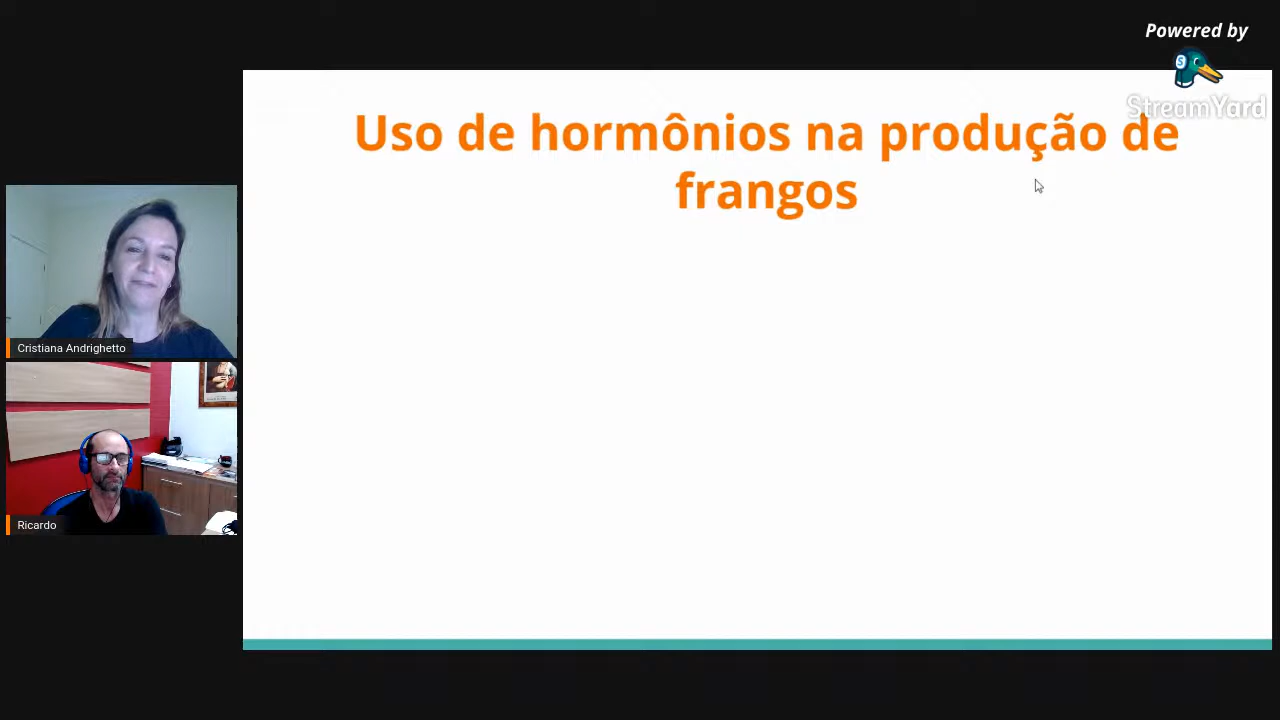 Powered by
StreamYard
Uso de hormônios na produção de
frangos
Cristiana Andrighetto
Ricardo